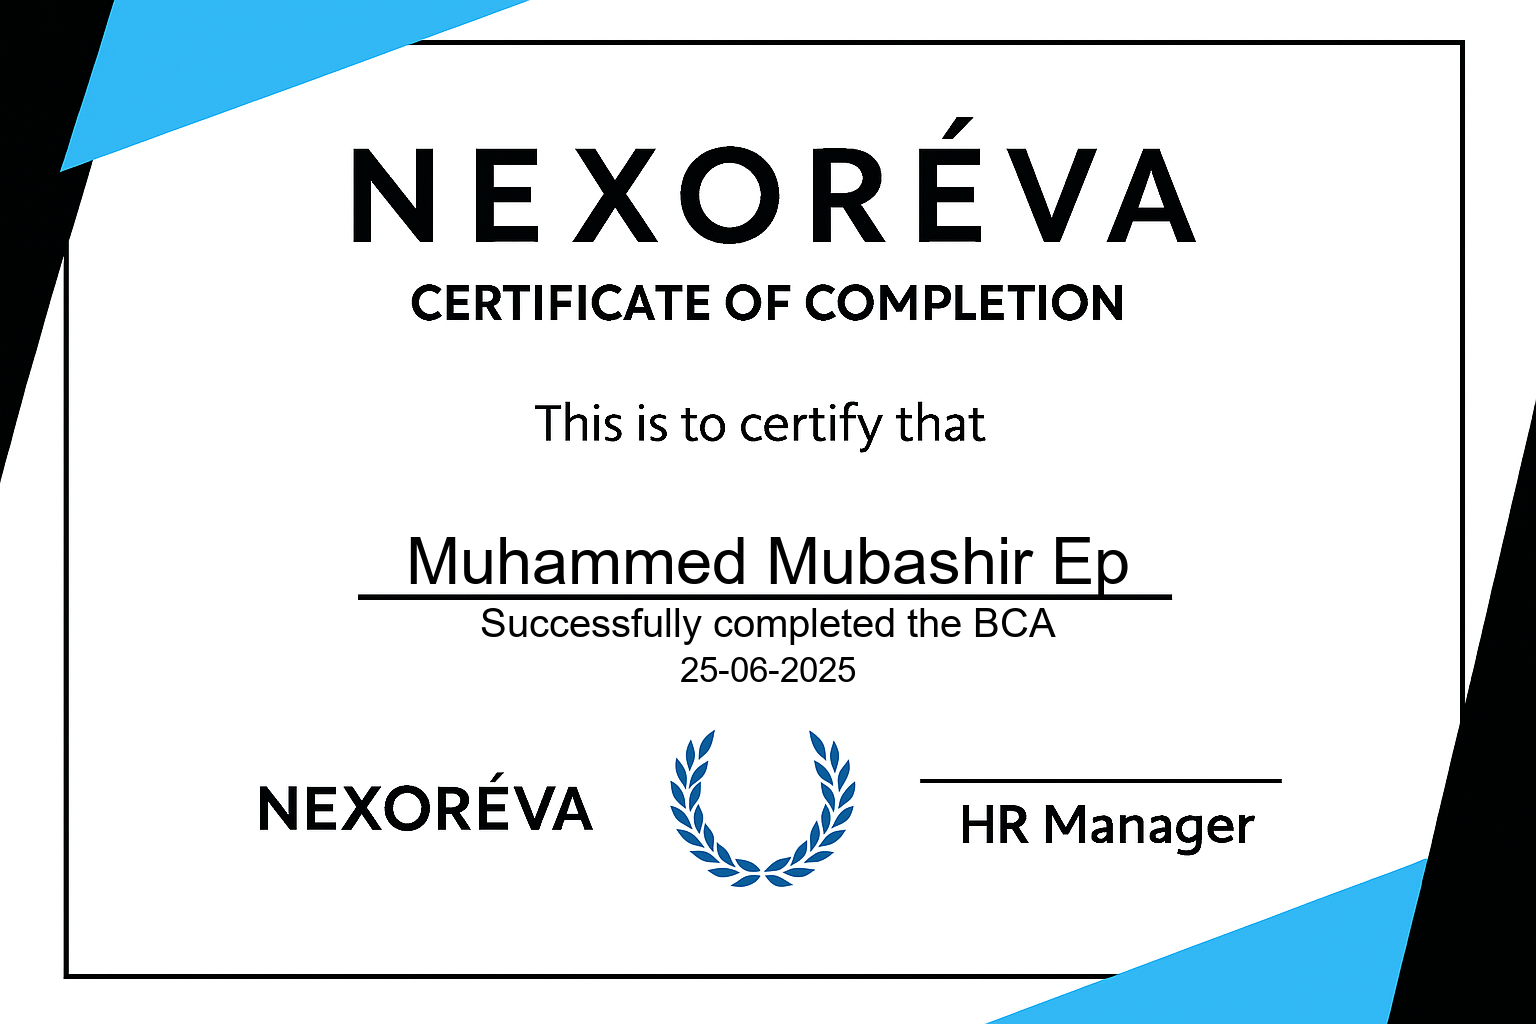 NEXORÉVA
CERTIFICATE OF COMPLETION
This is to certify that
Muhammed Mubashir Ep
Successfully completed the BCA
25-06-2025
NEXORÉVA
HR Manager